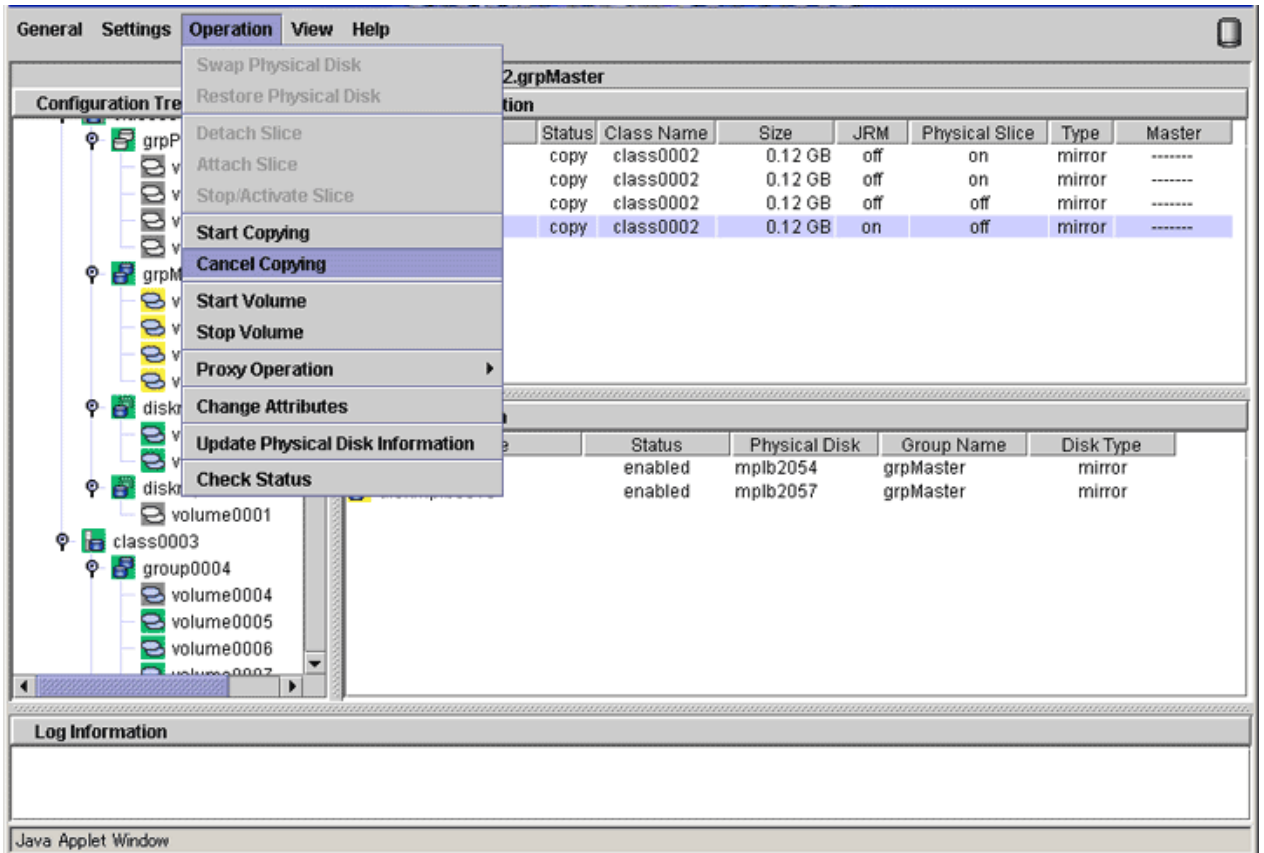 General Settings Operation View Help
Swap Physical Disk
Restore Physical Disk
Detach Slice
Attach Slice
Stop/Activate Slice
Start Copying
Cancel Copying
Start Volume
Stop Volume
Proxy Operation
Change Attributes
Update Physical Disk Information
Check Status
2.grpMaster
Configuration Tre
tion
grpP
v
v
v
v
grpM
v
v
v
v
diskr
v
v
diskr
volume0001
class0003
group0004
volume0004
volume0005
volume0006
volume0007
Status Class Name Size JRM Physical Slice Type Master
copy class0002 0.12 GB off on mirror -------
copy class0002 0.12 GB off on mirror -------
copy class0002 0.12 GB off off mirror -------
copy class0002 0.12 GB on off mirror -------
Status Physical Disk Group Name Disk Type
enabled mplb2054 grpMaster mirror
enabled mplb2057 grpMaster mirror
Log Information
Java Applet Window